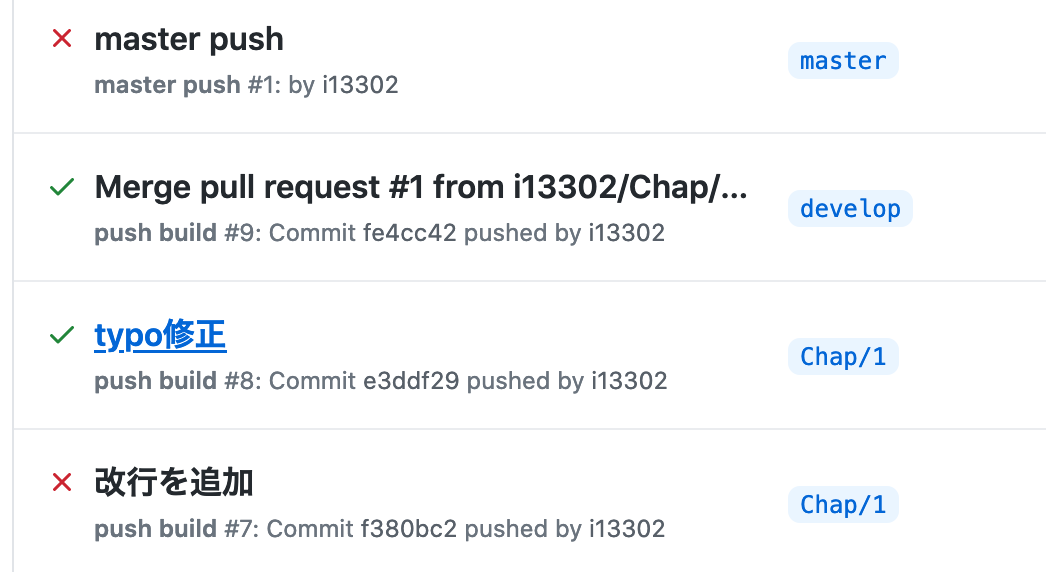 master push
master push #1: by i13302
master
Merge pull request #1 from i13302/Chap/...
push build #9: Commit fe4cc42 pushed by i13302
develop
typo修正
push build #8: Commit e3ddf29 pushed by i13302
Chap/1
改行を追加
push build #7: Commit f380bc2 pushed by i13302
Chap/1